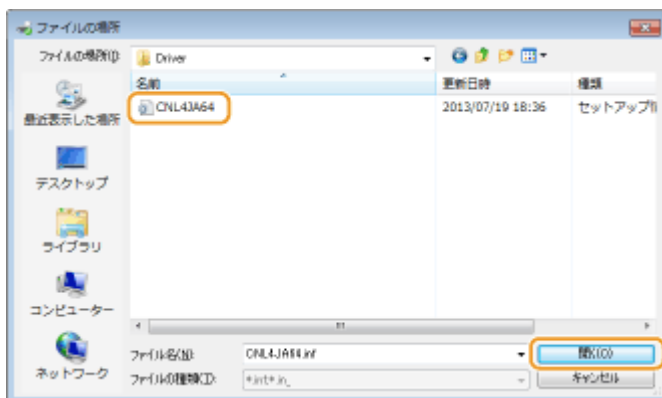 ファイルの場所
ファイルの場所(I): Driver
名前 更新日時 種類
CNL4JA64 2013/07/19 18:36 セットアップ情
最近表示した場所
デスクトップ
ライブラリ
コンピューター
ネットワーク
ファイル名(N): CNL4JA64.inf 開く(O)
ファイルの種類(T): キャンセル